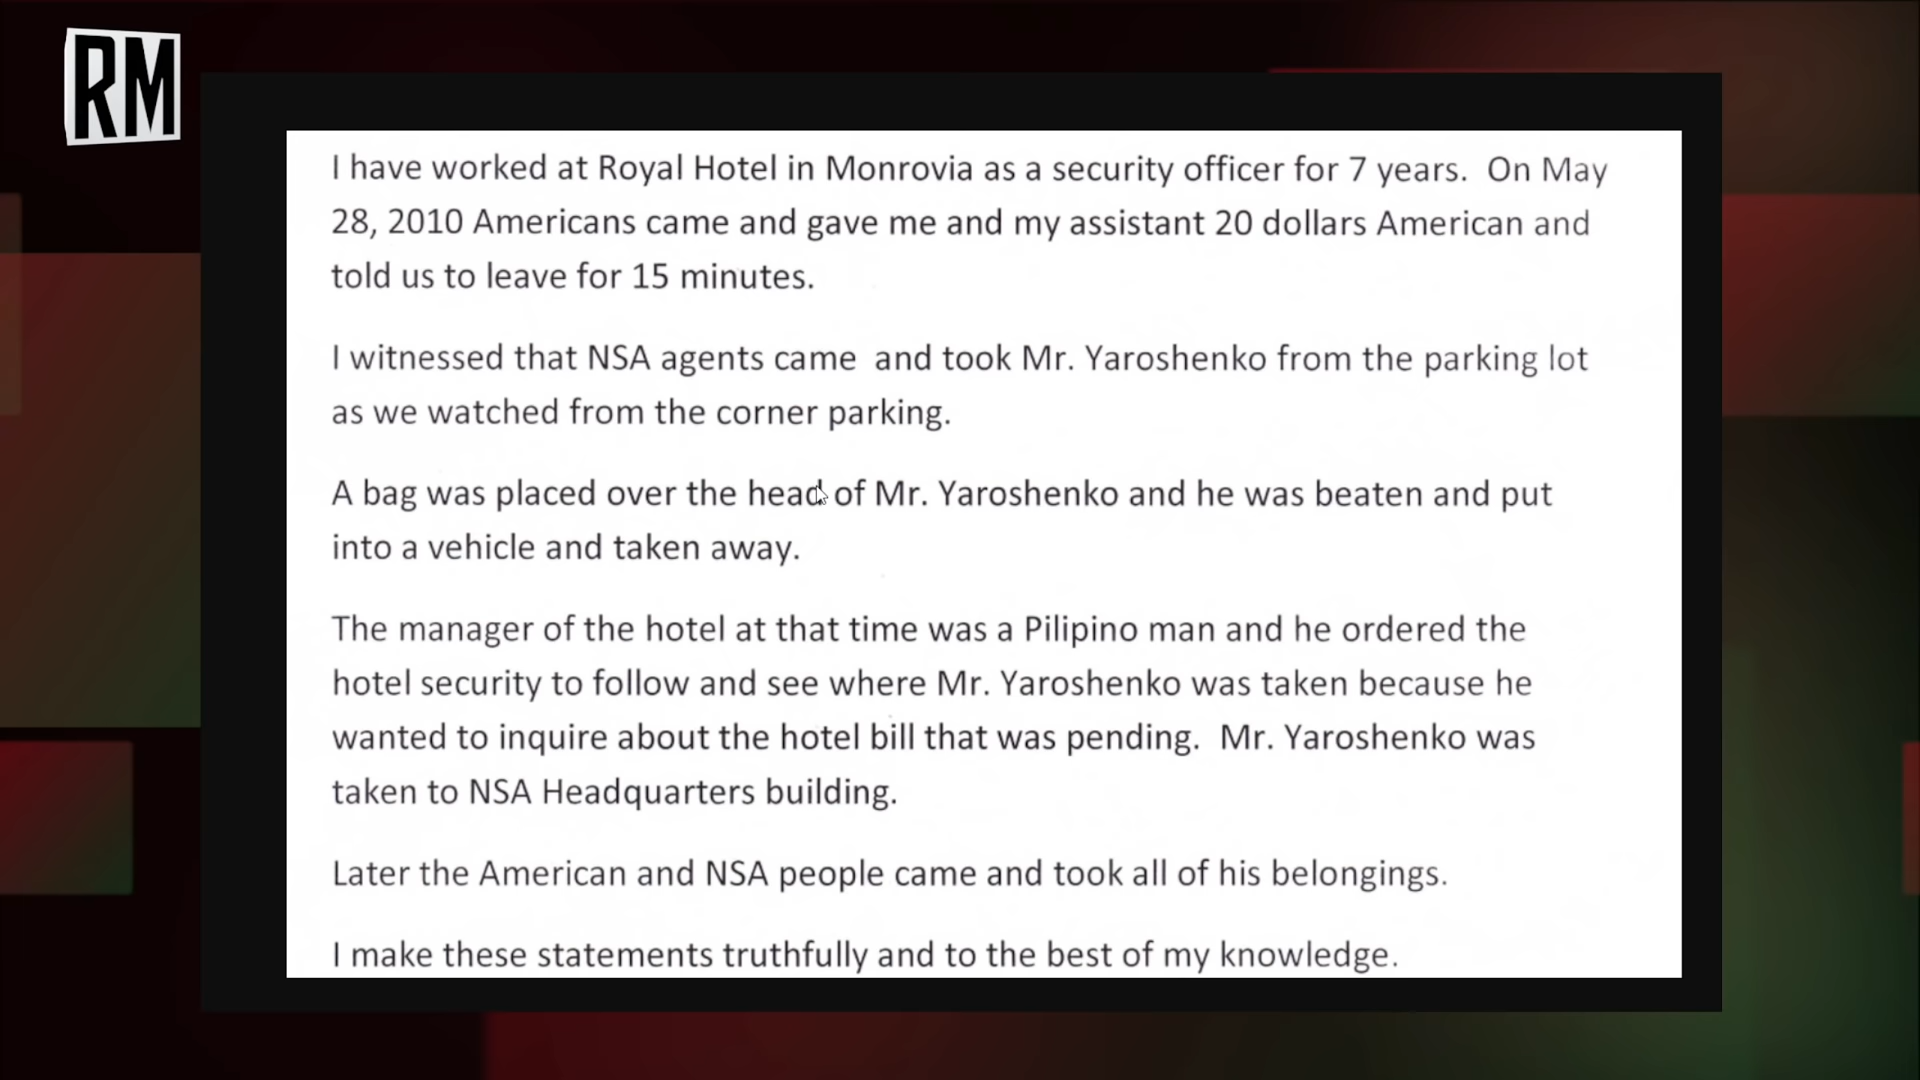 RM
I have worked at Royal Hotel in Monrovia as a security officer for 7 years.  On May
28, 2010 Americans came and gave me and my assistant 20 dollars American and
told us to leave for 15 minutes.
I witnessed that NSA agents came  and took Mr. Yaroshenko from the parking lot
as we watched from the corner parking.
A bag was placed over the head of Mr. Yaroshenko and he was beaten and put
into a vehicle and taken away.
The manager of the hotel at that time was a Pilipino man and he ordered the
hotel security to follow and see where Mr. Yaroshenko was taken because he
wanted to inquire about the hotel bill that was pending.  Mr. Yaroshenko was
taken to NSA Headquarters building.
Later the American and NSA people came and took all of his belongings.
I make these statements truthfully and to the best of my knowledge.